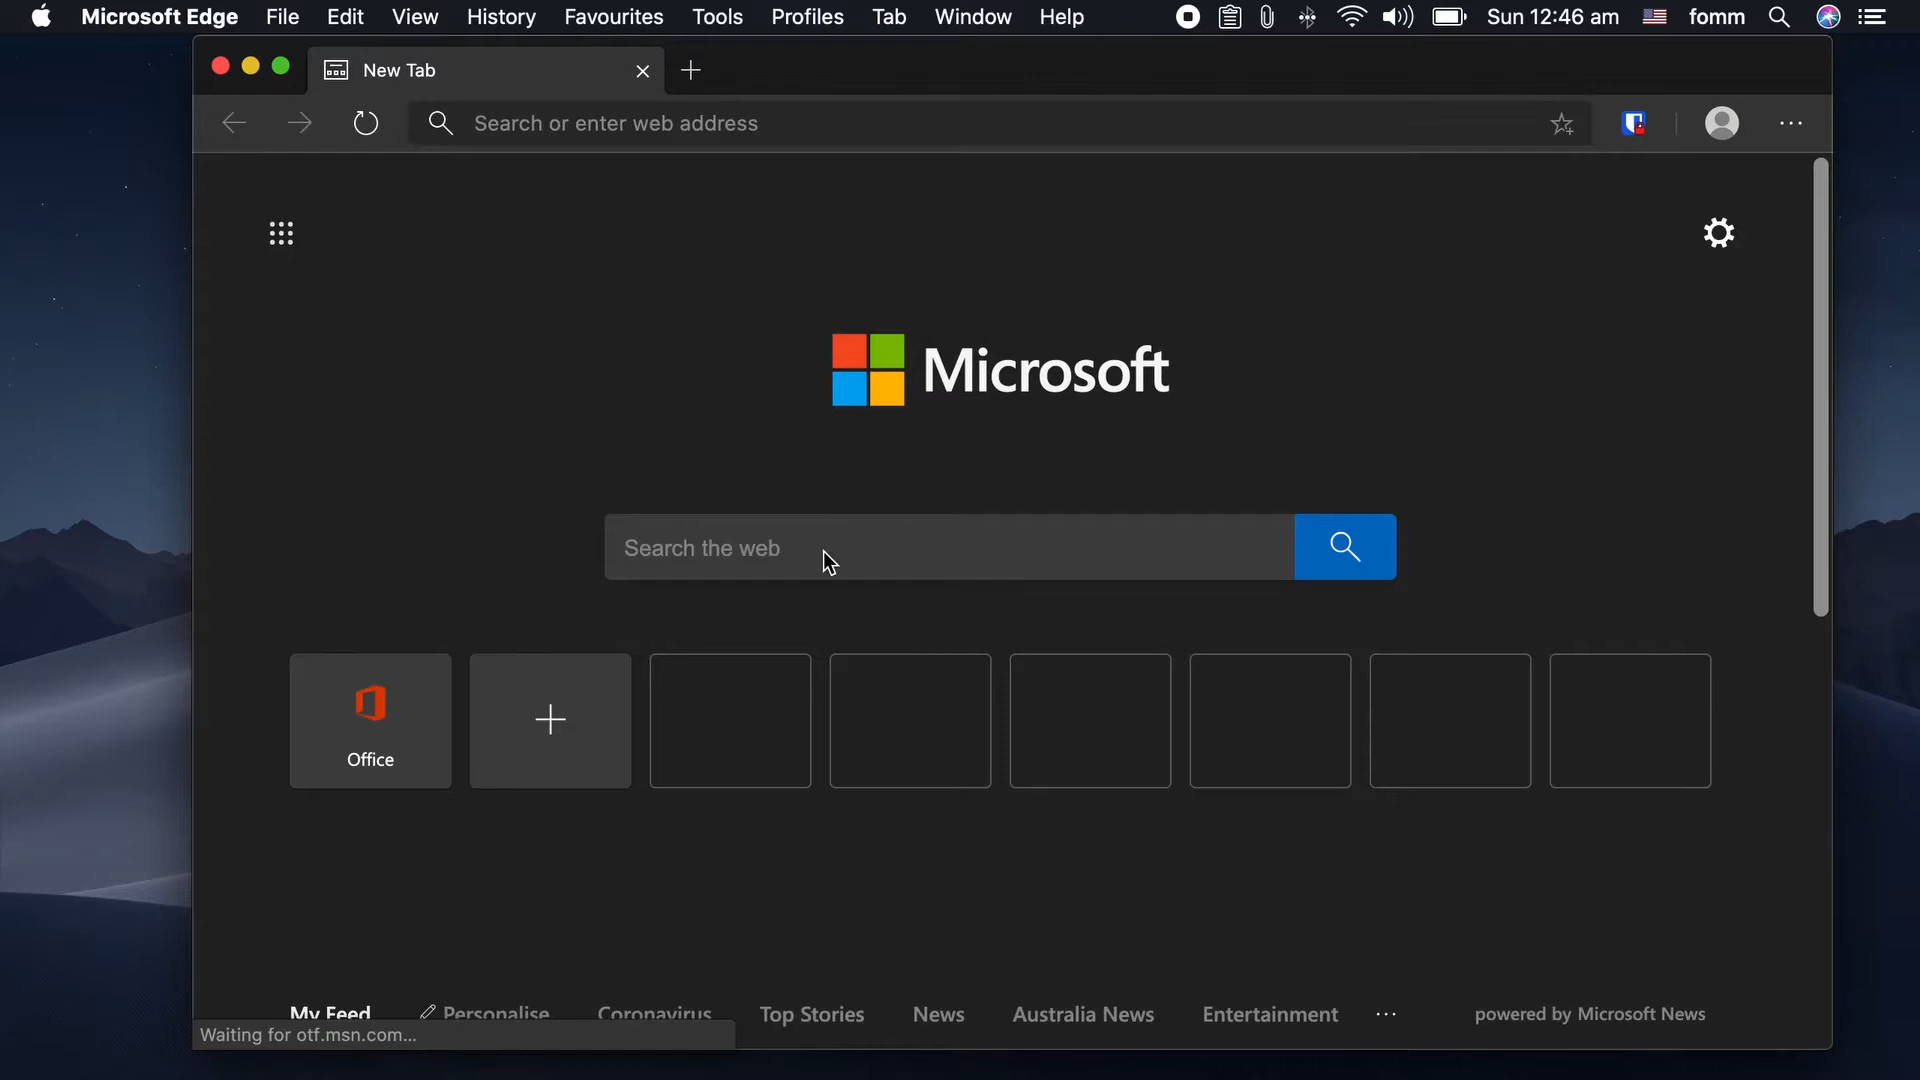 Microsoft Edge File Edit View History Favourites Tools Profiles Tab Window Help Sun 12:46 am fomm
New Tab
Search or enter web address
Microsoft
Search the web
Office
My Feed Personalise Coronavirus Top Stories News Australia News Entertainment ... powered by Microsoft News
Waiting for otf.msn.com...